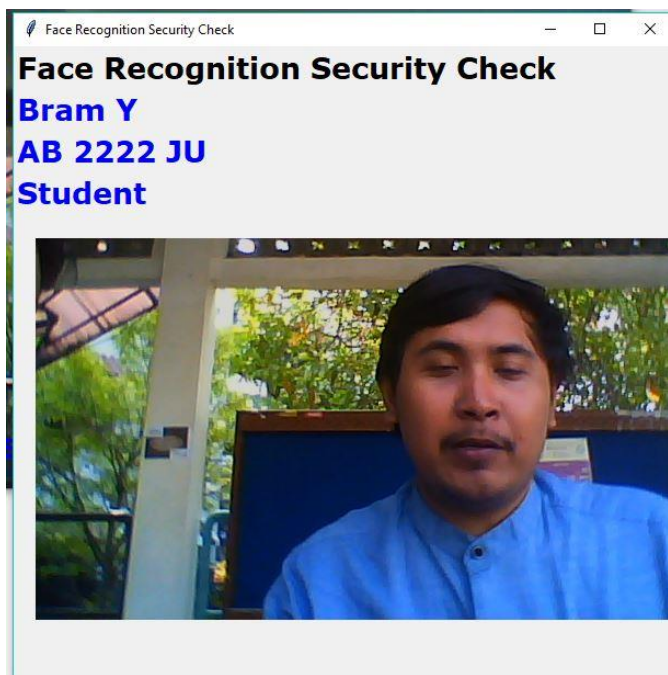 Face Recognition Security Check
Face Recognition Security Check
Bram Y
AB 2222 JU
Student